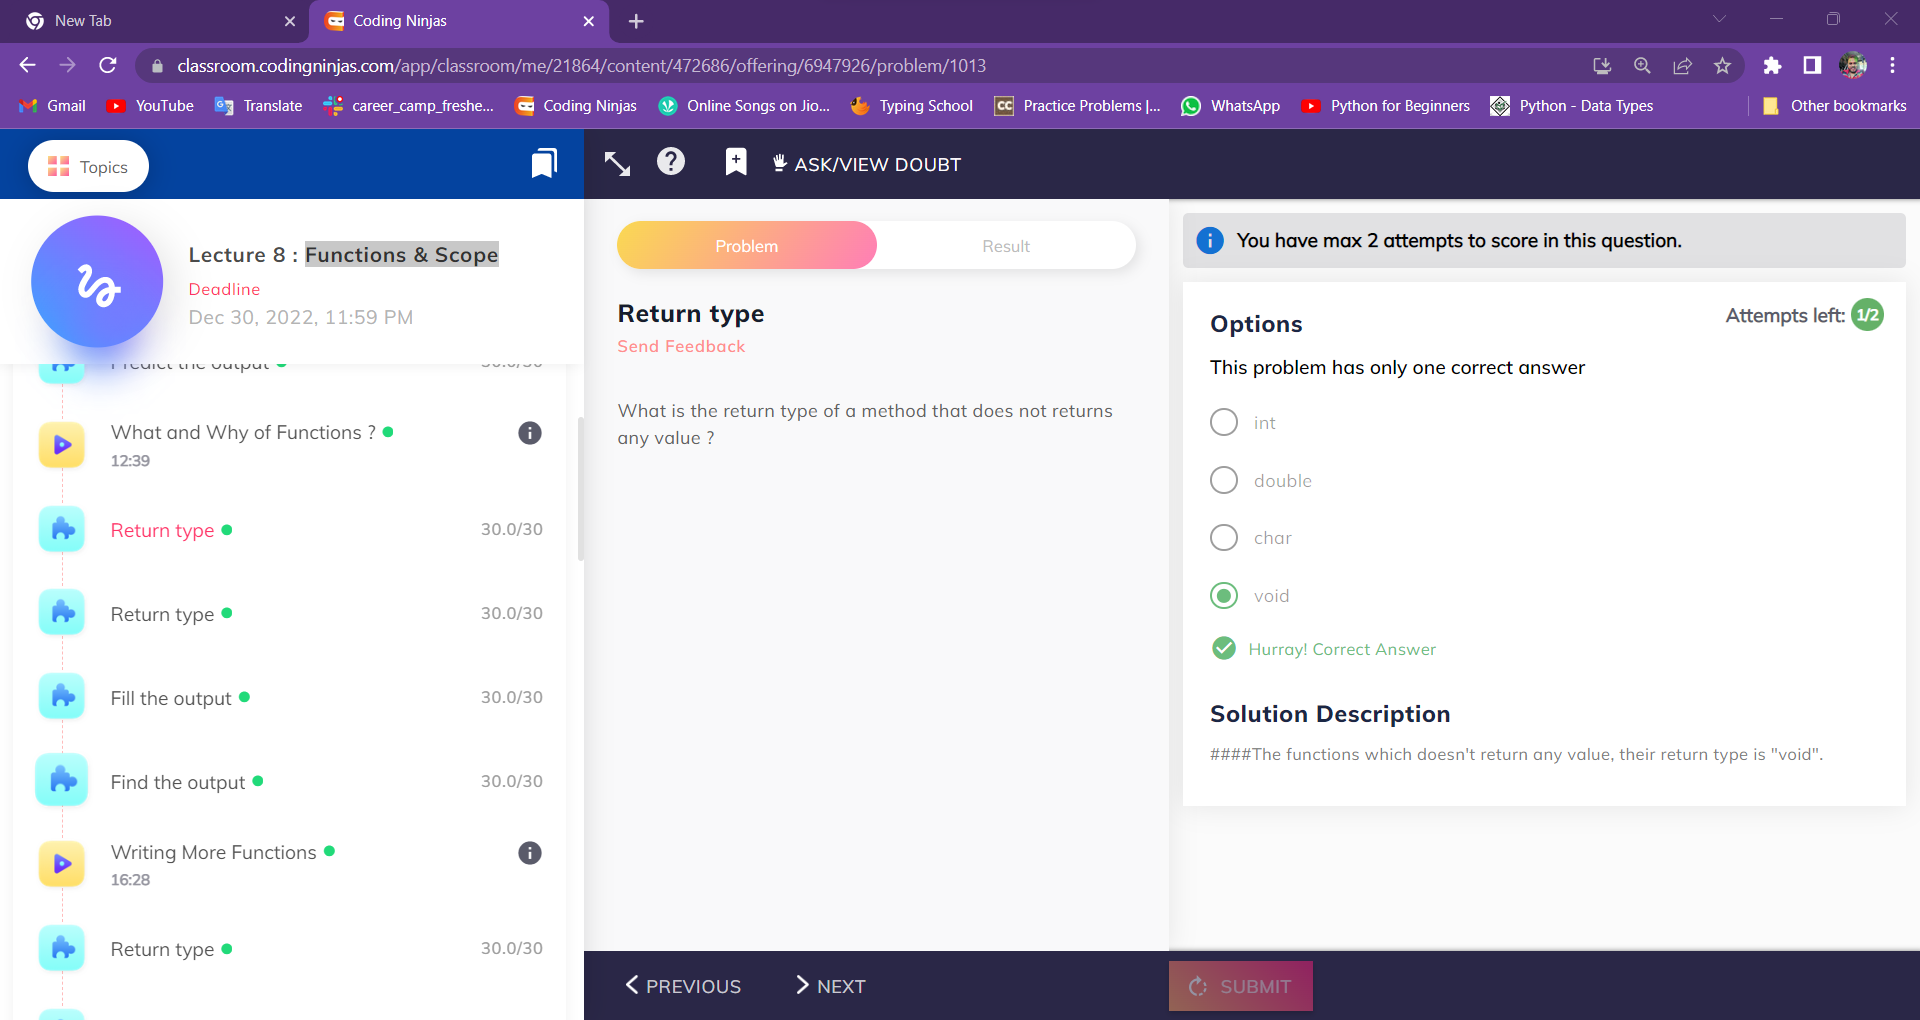 New Tab
Coding Ninjas
classroom.codingninjas.com/app/classroom/me/21864/content/472686/offering/6947926/problem/1013
Gmail
YouTube
Translate
career_camp_freshe...
Coding Ninjas
Online Songs on Jio...
Typing School
CC Practice Problems |...
WhatsApp
Python for Beginners
Python - Data Types
Other bookmarks
Topics
ASK/VIEW DOUBT
Lecture 8 : Functions & Scope
Deadline
Dec 30, 2022, 11:59 PM
Predict the output 30.0/30
What and Why of Functions ?
12:39
Return type 30.0/30
Return type 30.0/30
Fill the output 30.0/30
Find the output 30.0/30
Writing More Functions
16:28
Return type 30.0/30
Problem
Result
Return type
Send Feedback
What is the return type of a method that does not returns
any value ?
PREVIOUS
NEXT
You have max 2 attempts to score in this question.
Attempts left: 1/2
Options
This problem has only one correct answer
int
double
char
void
Hurray! Correct Answer
Solution Description
####The functions which doesn't return any value, their return type is "void".
SUBMIT